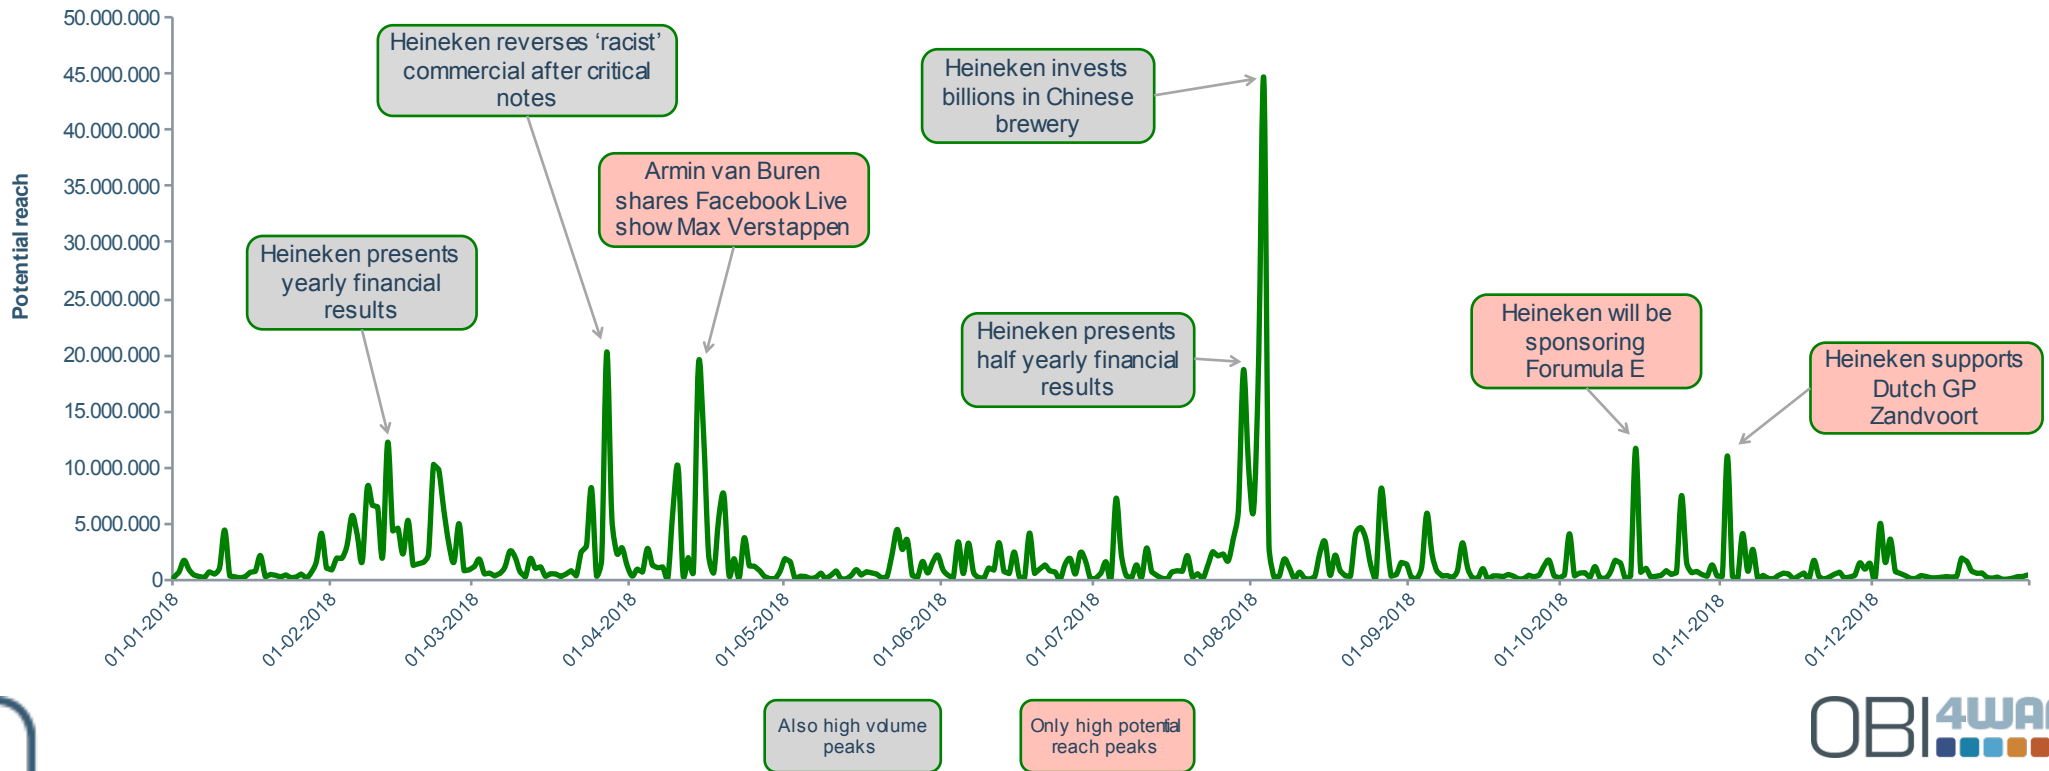 50.000.000
45.000.000
40.000.000
35.000.000
30.000.000
25.000.000
20.000.000
15.000.000
10.000.000
5.000.000
0
Potential reach
Heineken presents
yearly financial
results
Heineken reverses ‘racist’
commercial after critical
notes
Armin van Buren
shares Facebook Live
show Max Verstappen
Heineken invests
billions in Chinese
brewery
Heineken presents
half yearly financial
results
Heineken will be
sponsoring
Forumula E
Heineken supports
Dutch GP
Zandvoort
01-01-2018
01-02-2018
01-03-2018
01-04-2018
01-05-2018
01-06-2018
01-07-2018
01-08-2018
01-09-2018
01-10-2018
01-11-2018
01-12-2018
Also high volume
peaks
Only high potential
reach peaks
OBI